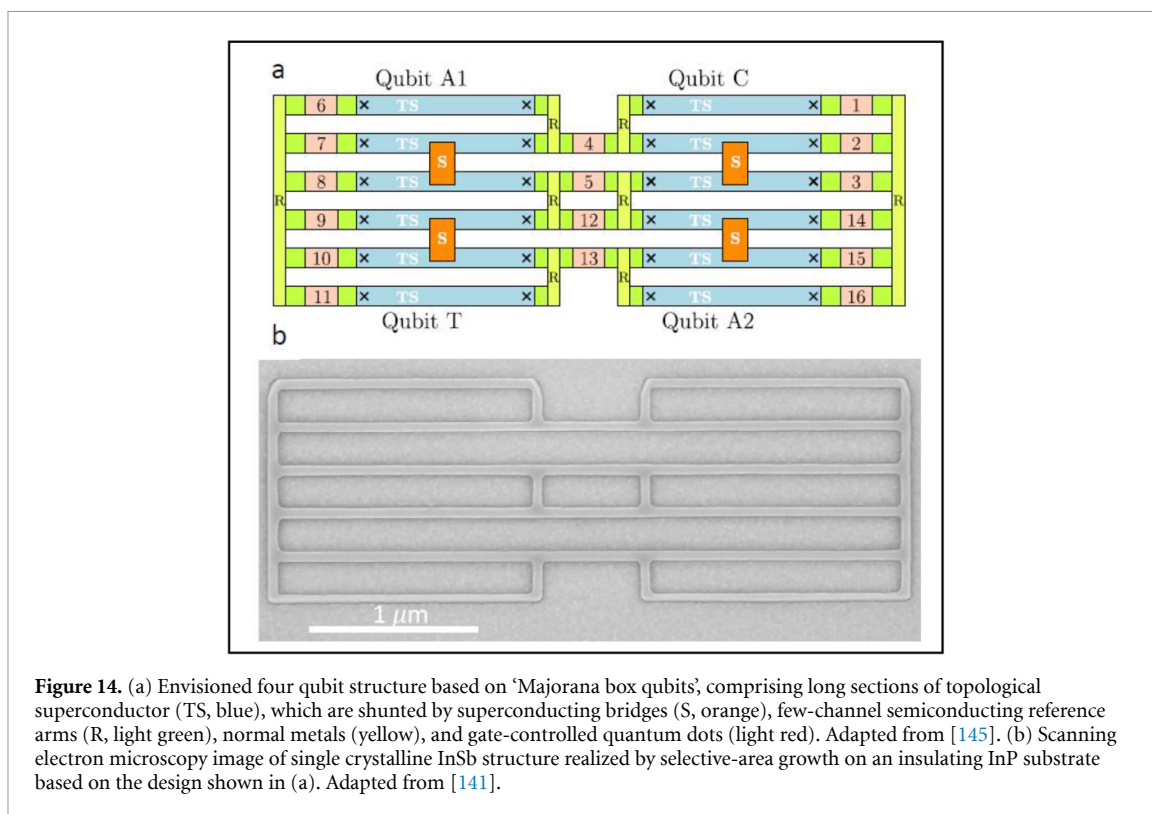 a
Qubit A1 Qubit C
6 × TS × × TS × 1
R R
7 × TS × 4 × TS × 2
S S
8 × TS × 5 × TS × 3
R R R R
9 × TS × 12 × TS × 14
S S
10 × TS × 13 × TS × 15
R R
11 × TS × × TS × 16
Qubit T Qubit A2
b
1 μm
Figure 14. (a) Envisioned four qubit structure based on ‘Majorana box qubits’, comprising long sections of topological
superconductor (TS, blue), which are shunted by superconducting bridges (S, orange), few-channel semiconducting reference
arms (R, light green), normal metals (yellow), and gate-controlled quantum dots (light red). Adapted from [145]. (b) Scanning
electron microscopy image of single crystalline InSb structure realized by selective-area growth on an insulating InP substrate
based on the design shown in (a). Adapted from [141].